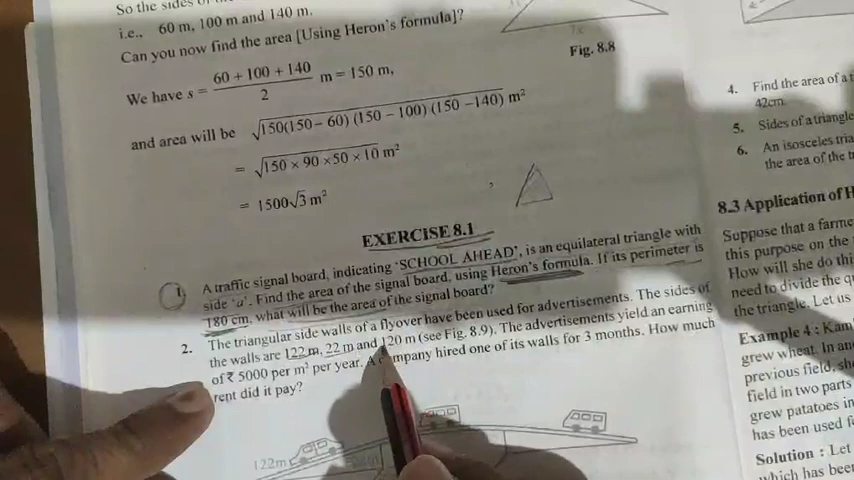 So the sides of
i.e., 60 m, 100 m and 140 m.
Can you now find the area [Using Heron's formula]?
We have s = (60 + 100 + 140)/2 m = 150 m,
and area will be √150(150 – 60) (150 – 100) (150 – 140) m²
= √150 × 90 × 50 × 10 m²
= 1500√3 m²
Fig. 8.8
EXERCISE 8.1
1. A traffic signal board, indicating 'SCHOOL AHEAD', is an equilateral triangle with
side 'a'. Find the area of the signal board, using Heron's formula. If its perimeter is
180 cm, what will be the area of the signal board?
2. The triangular side walls of a flyover have been used for advertisements. The sides of
the walls are 122 m, 22 m and 120 m (see Fig. 8.9). The advertisements yield an earning
of ₹ 5000 per m² per year. A company hired one of its walls for 3 months. How much
rent did it pay?
122m
4. Find the area of a
42cm.
5. Sides of a triangle
6. An isosceles tria
the area of the
8.3 Application of H
Suppose that a farme
this purpose on the
How will she do thi
need to divide the
the triangle. Let us
Example 4 : Kam
grew wheat. In an
previous field, sh
field in two parts
grew potatoes in
has been used f
Solution : Let
which has been